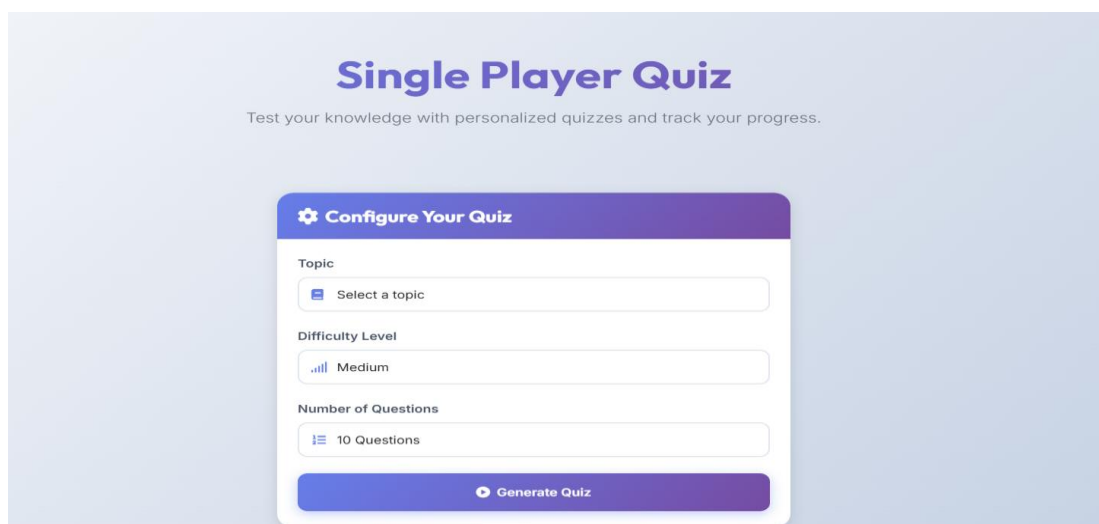 Single Player Quiz
Test your knowledge with personalized quizzes and track your progress.
Configure Your Quiz
Topic
Select a topic
Difficulty Level
Medium
Number of Questions
10 Questions
Generate Quiz